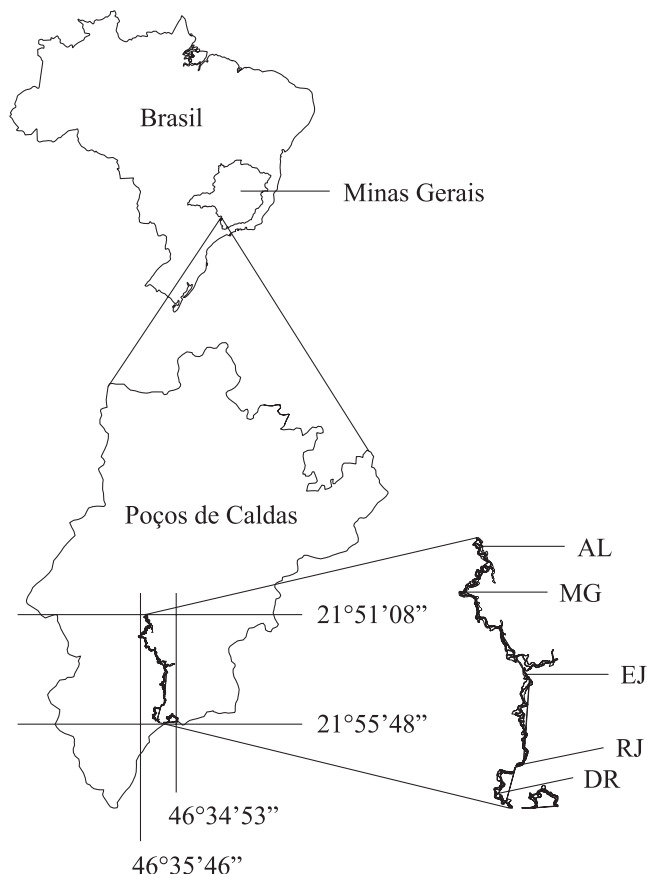 Brasil
Minas Gerais
Poços de Caldas
AL
MG
21°51’08”
EJ
21°55’48”
RJ
DR
46°34’53”
46°35’46”